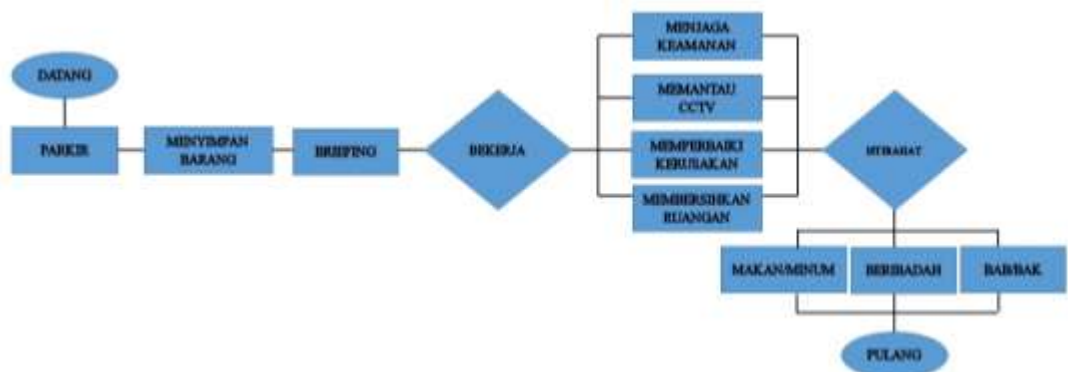 DATANG
PARKIR
MENYIMPAN
BARANG
BRIEFING
BEKERJA
MENJAGA
KEAMANAN
MEMANTAU
CCTV
MEMPERBAIKI
KERUSAKAN
MEMBERSIHKAN
RUANGAN
ISTIRAHAT
MAKAN/MINUM
BERIBADAH
BAB/BAK
PULANG